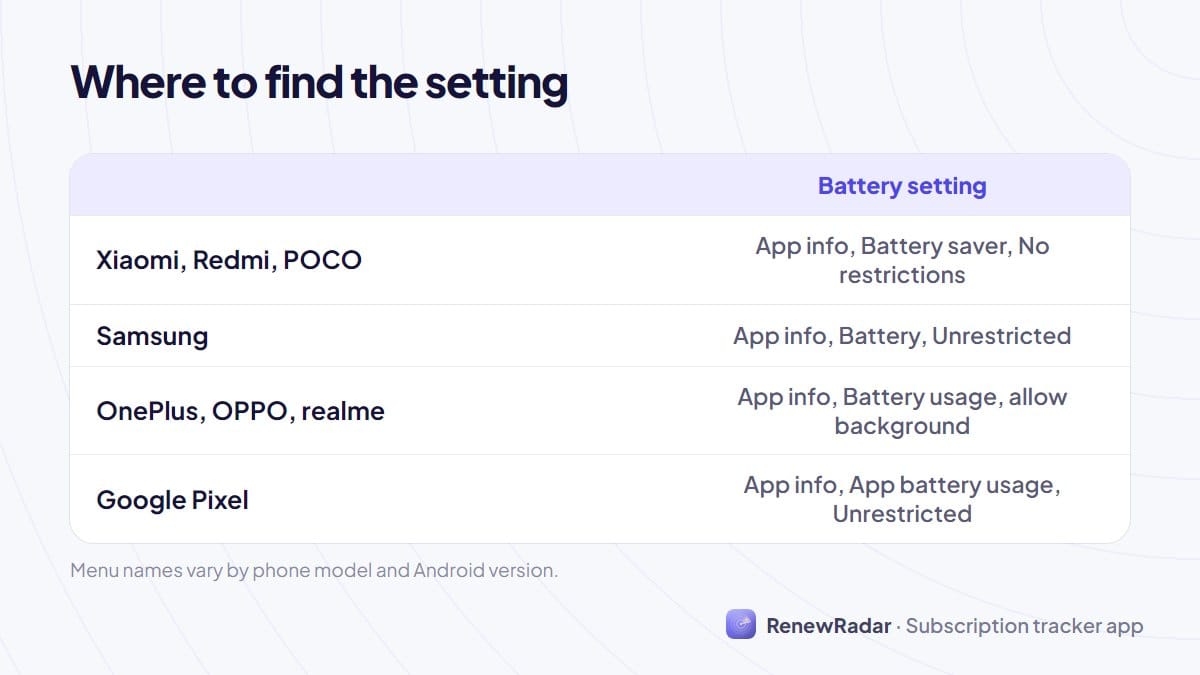 Where to find the setting
Battery setting
Xiaomi, Redmi, POCO
App info, Battery saver, No
restrictions
Samsung
App info, Battery, Unrestricted
OnePlus, OPPO, realme
App info, Battery usage, allow
background
Google Pixel
App info, App battery usage,
Unrestricted
Menu names vary by phone model and Android version.
RenewRadar · Subscription tracker app